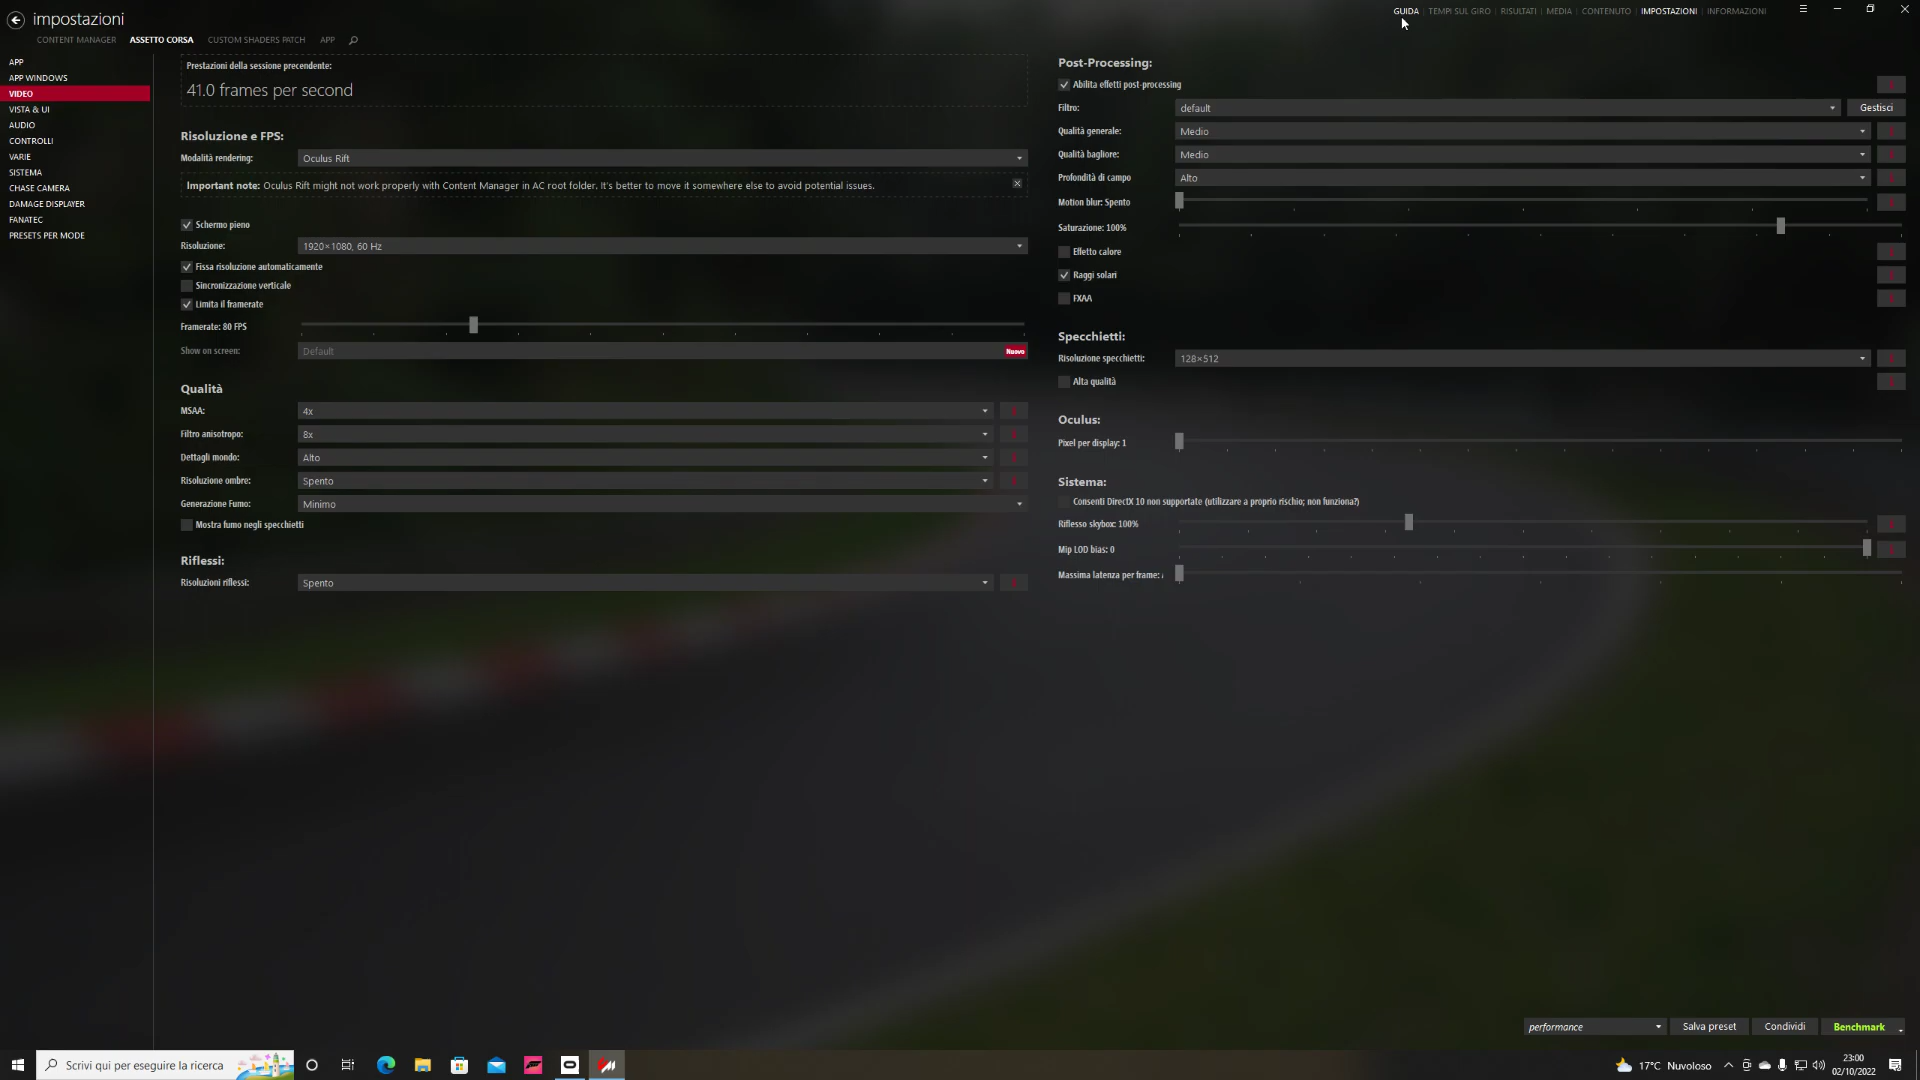 impostazioni
GUIDA | TEMPI SUL GIRO | RISULTATI | MEDIA | CONTENUTO | IMPOSTAZIONI | INFORMAZIONI
CONTENT MANAGER
ASSETTO CORSA
CUSTOM SHADERS PATCH
APP
APP
APP WINDOWS
VIDEO
VISTA & UI
AUDIO
CONTROLLI
VARIE
SISTEMA
CHASE CAMERA
DAMAGE DISPLAYER
FANATEC
PRESETS PER MODE
Prestazioni della sessione precendente:
41.0 frames per second
Risoluzione e FPS:
Modalità rendering: Oculus Rift
Important note: Oculus Rift might not work properly with Content Manager in AC root folder. It's better to move it somewhere else to avoid potential issues.
Schermo pieno
Risoluzione: 1920×1080, 60 Hz
Fissa risoluzione automaticamente
Sincronizzazione verticale
Limita il framerate
Framerate: 80 FPS
Show on screen: Default Nuovo
Qualità
MSAA: 4x
Filtro anisotropo: 8x
Dettagli mondo: Alto
Risoluzione ombre: Spento
Generazione Fumo: Minimo
Mostra fumo negli specchietti
Riflessi:
Risoluzioni riflessi: Spento
Post-Processing:
Abilita effetti post-processing
Filtro: default Gestisci
Qualità generale: Medio
Qualità bagliore: Medio
Profondità di campo Alto
Motion blur: Spento
Saturazione: 100%
Effetto calore
Raggi solari
FXAA
Specchietti:
Risoluzione specchietti: 128×512
Alta qualità
Oculus:
Pixel per display: 1
Sistema:
Consenti DirectX 10 non supportate (utilizzare a proprio rischio; non funziona?)
Riflesso skybox: 100%
Mip LOD bias: 0
Massima latenza per frame:
performance
Salva preset
Condividi
Benchmark
Scrivi qui per eseguire la ricerca
17°C Nuvoloso
23:00
02/10/2022